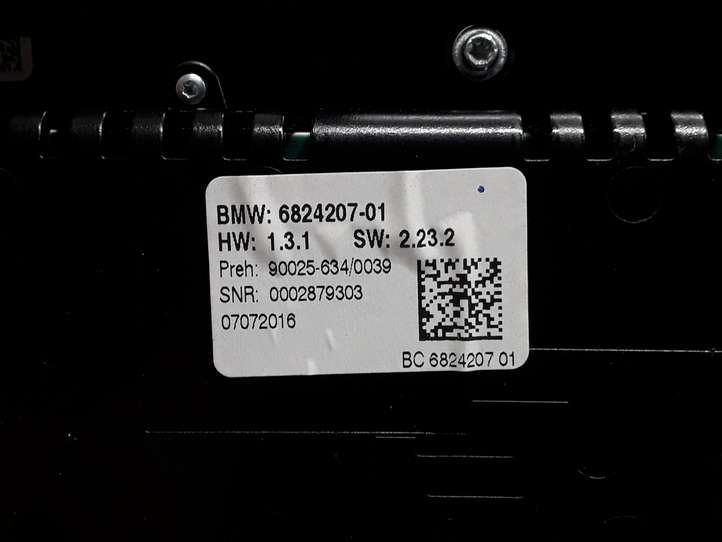 BMW: 6824207-01
HW: 1.3.1 SW: 2.23.2
Preh: 90025-634/0039
SNR: 0002879303
07072016
BC 6824207 01